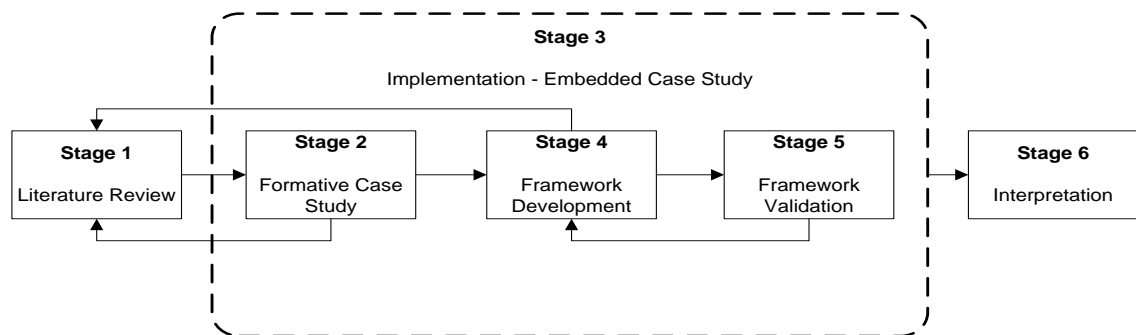 Stage 3
Implementation - Embedded Case Study
Stage 1
Literature Review
Stage 2
Formative Case
Study
Stage 4
Framework
Development
Stage 5
Framework
Validation
Stage 6
Interpretation